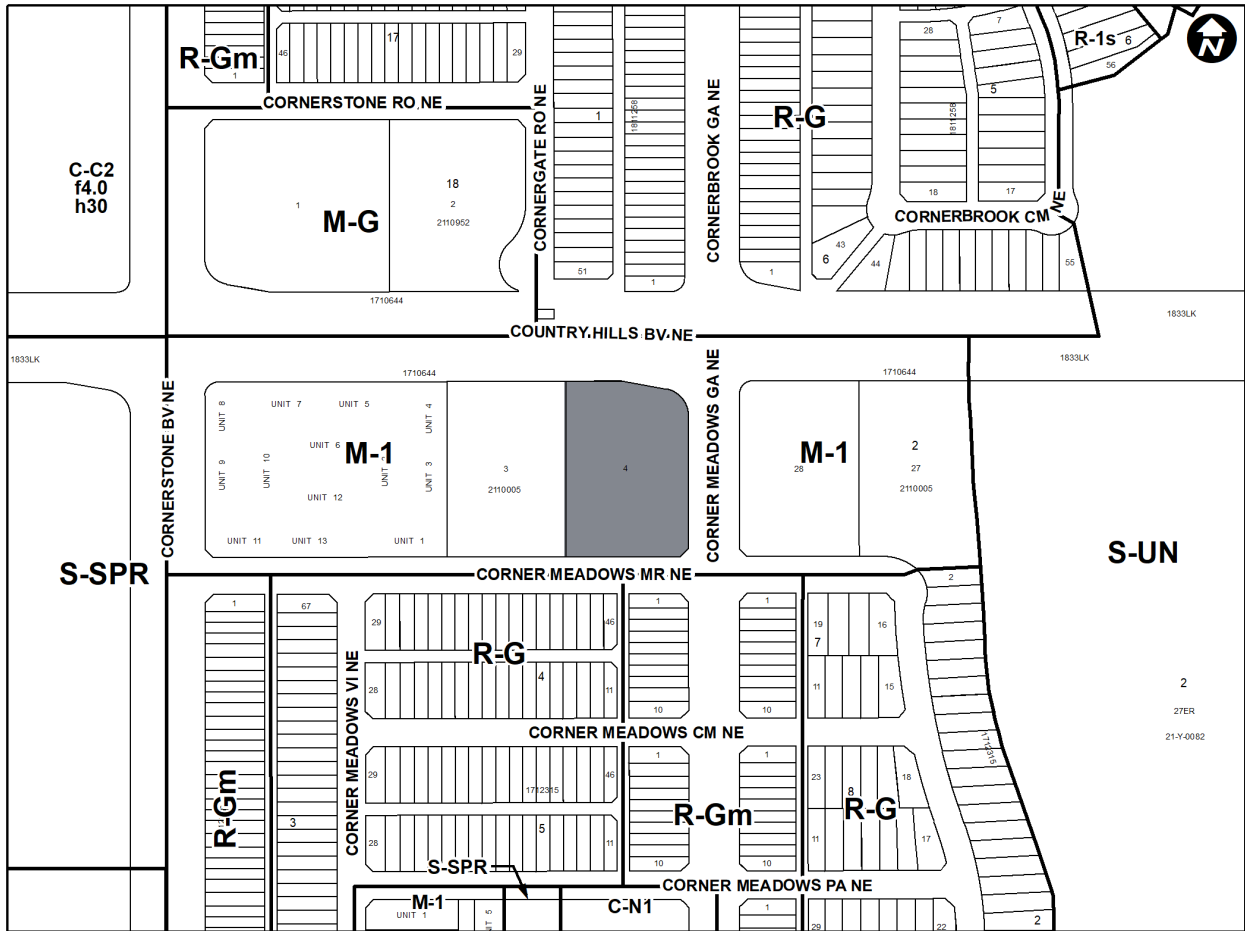 17
28
7
R-1s
6
N
46
29
R-Gm
1
56
5
CORNERSTONE RO NE
1
R-G
1811258
1811258
CORNERGATE RO NE
CORNERBROOK GA NE
C-C2
f4.0
h30
18
2
2110952
1
M-G
18
17
CORNERBROOK CM NE
43
6
44
55
51
1
1
1710644
1833LK
COUNTRY HILLS BV NE
1833LK
1833LK
1710644
1710644
CORNERSTONE BV NE
CORNER MEADOWS GA NE
UNIT 8
UNIT 7
UNIT 5
UNIT 4
UNIT 6
M-1
UNIT 9
UNIT 10
UNIT 3
UNIT 12
UNIT 11
UNIT 13
UNIT 1
3
2110005
4
M-1
28
2
27
2110005
S-UN
S-SPR
CORNER MEADOWS MR NE
2
1
67
29
46
1
1
19
7
16
R-G
4
28
11
11
15
10
10
CORNER MEADOWS VI NE
CORNER MEADOWS CM NE
2
27ER
21-Y-0082
1712315
29
46
1
1
23
18
1712315
8
R-Gm
3
R-Gm
R-G
5
28
11
10
10
11
17
S-SPR
CORNER MEADOWS PA NE
M-1
C-N1
UNIT 1
1
29
22
2